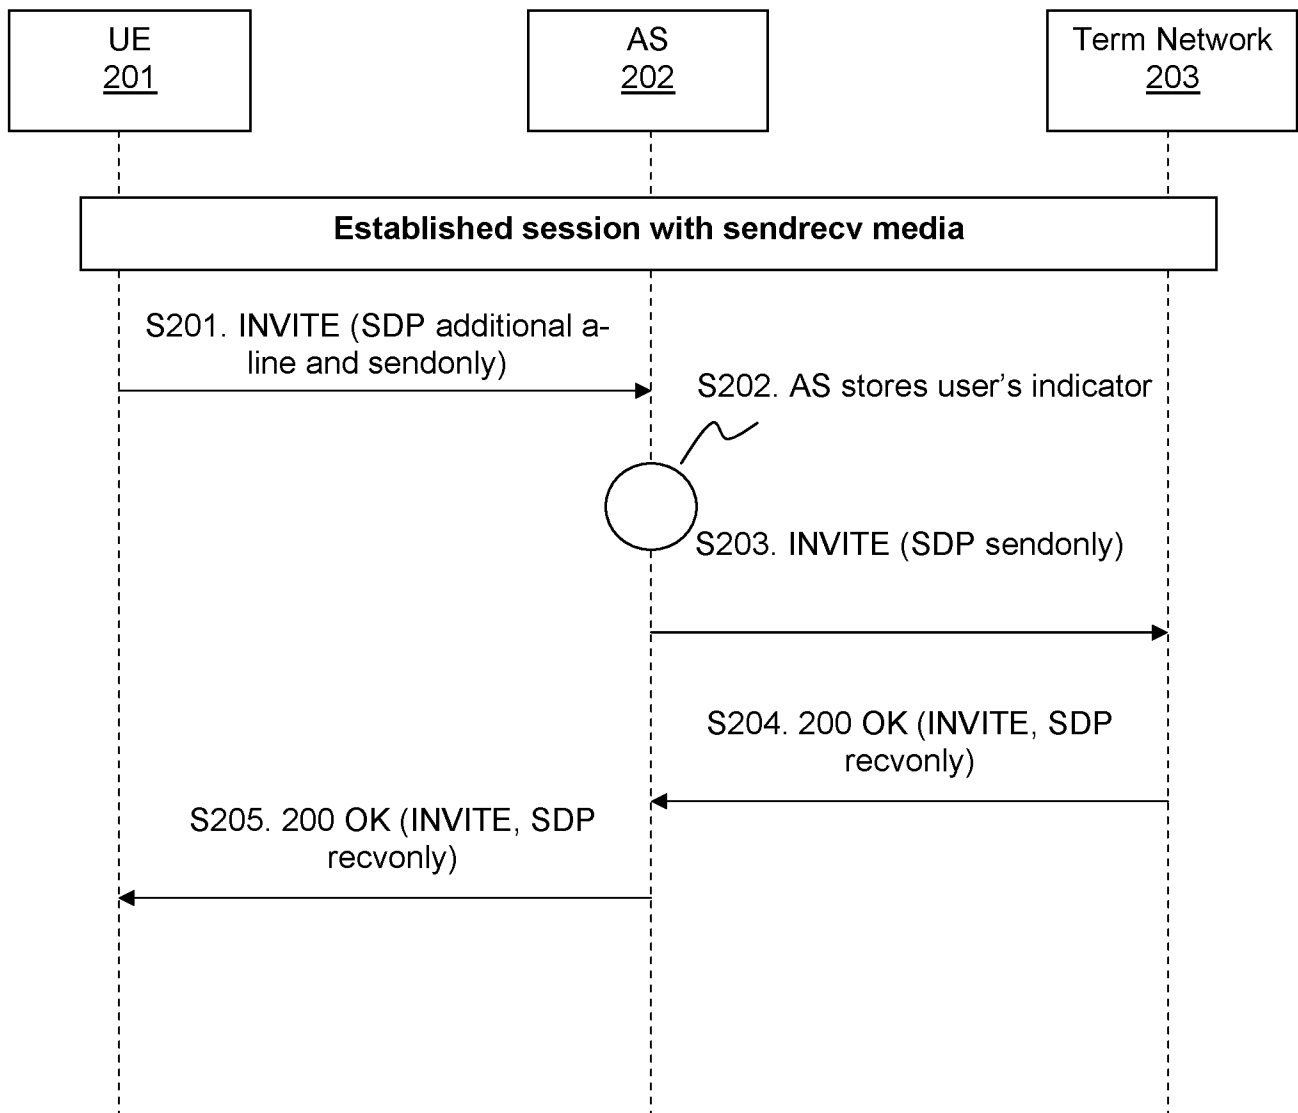 UE
201
AS
202
Term Network
203
Established session with sendrecv media
S201. INVITE (SDP additional a-
line and sendonly)
S202. AS stores user's indicator
S203. INVITE (SDP sendonly)
S204. 200 OK (INVITE, SDP
recvonly)
S205. 200 OK (INVITE, SDP
recvonly)